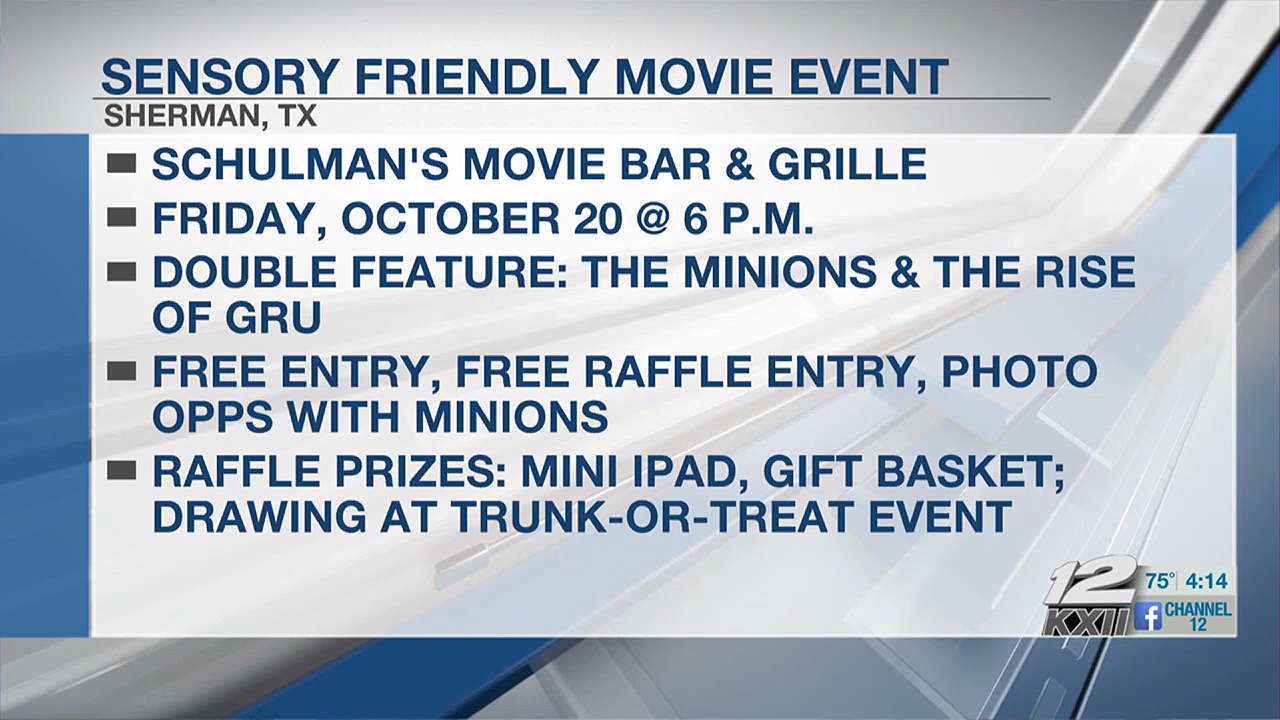 SENSORY FRIENDLY MOVIE EVENT
SHERMAN, TX
SCHULMAN'S MOVIE BAR & GRILLE
FRIDAY, OCTOBER 20 @ 6 P.M.
DOUBLE FEATURE: THE MINIONS & THE RISE
OF GRU
FREE ENTRY, FREE RAFFLE ENTRY, PHOTO
OPPS WITH MINIONS
RAFFLE PRIZES: MINI IPAD, GIFT BASKET;
DRAWING AT TRUNK-OR-TREAT EVENT
12
KXII
75° 4:14
f CHANNEL
12